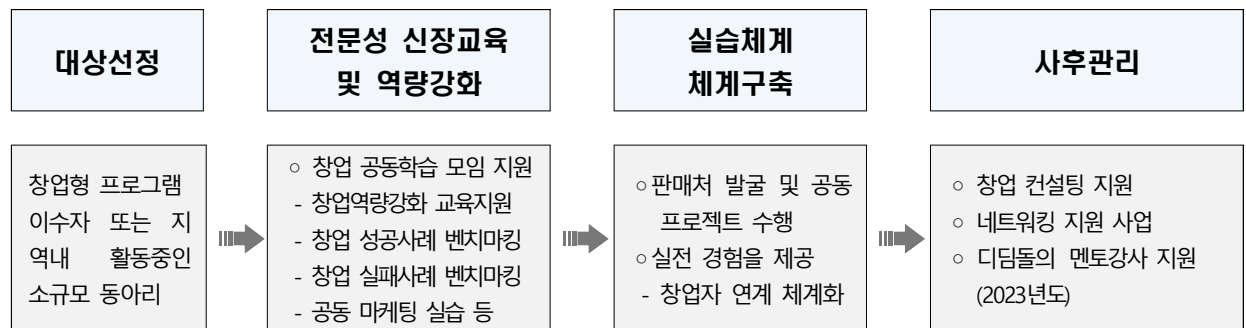 대상선정
전문성 신장교육
및 역량강화
실습체계
체계구축
사후관리
창업형 프로그램
이수자 또는 지
역내 활동중인
소규모 동아리
○ 창업 공동학습 모임 지원
- 창업역량강화 교육지원
- 창업 성공사례 벤치마킹
- 창업 실패사례 벤치마킹
- 공동 마케팅 실습 등
○판매처 발굴 및 공동
프로젝트 수행
○실전 경험을 제공
- 창업자 연계 체계화
○ 창업 컨설팅 지원
○ 네트워킹 지원 사업
○ 디딤돌의 멘토강사 지원
(2023년도)